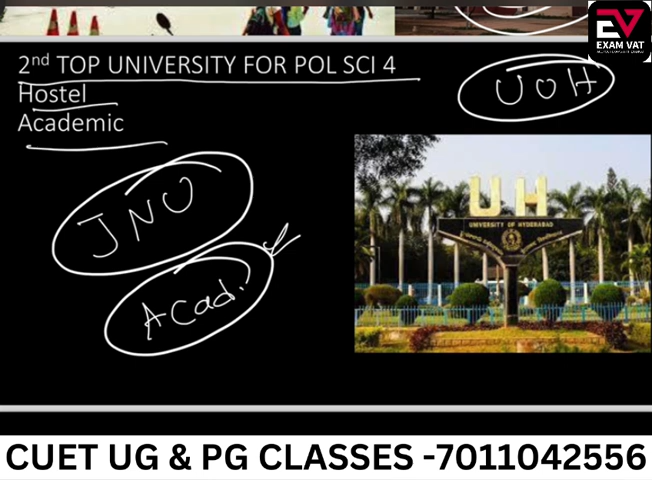 EV
EXAM VAT
2nd TOP UNIVERSITY FOR POL SCI 4
UOH
Hostel
Academic
JNU
Acad.
UH
UNIVERSITY OF HYDERABAD
CUET UG & PG CLASSES -7011042556